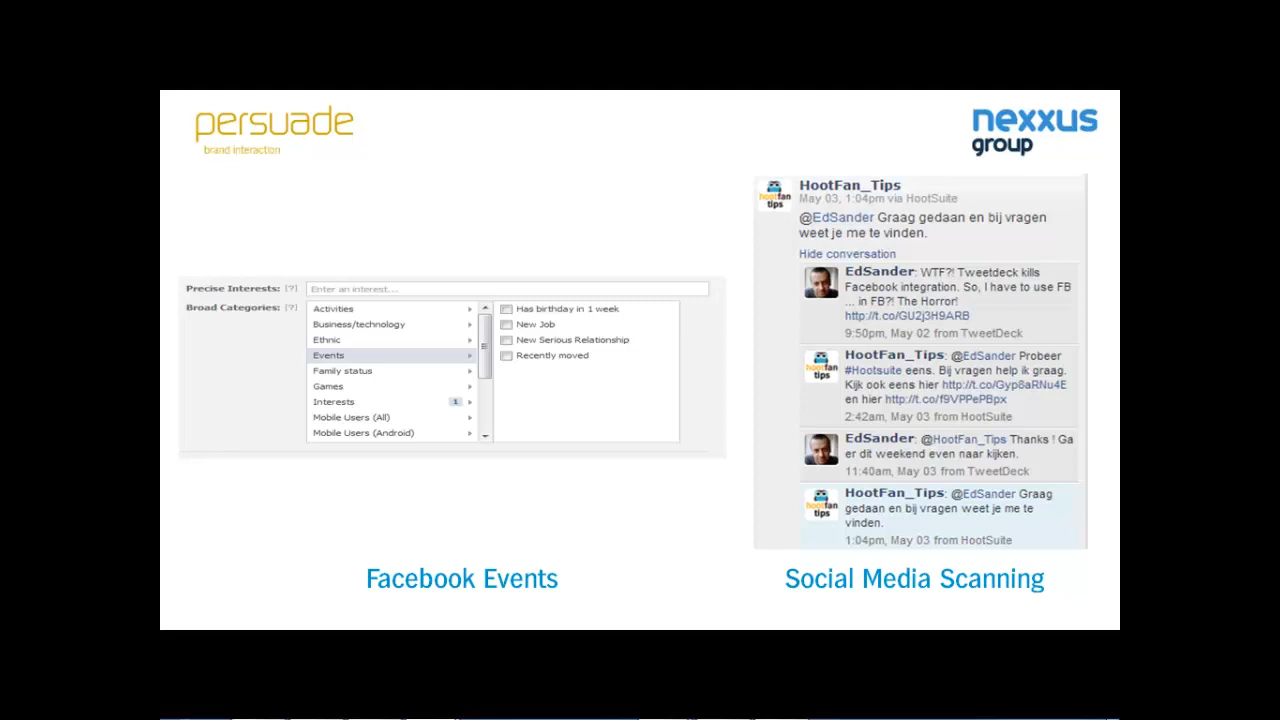 persuade
brand interaction
nexxus
group
Precise Interests: [?]
Enter an interest...
Broad Categories: [?]
Activities
Business/technology
Ethnic
Events
Family status
Games
Interests 1
Mobile Users (All)
Mobile Users (Android)
Has birthday in 1 week
New Job
New Serious Relationship
Recently moved
Facebook Events
hootfan
tips
HootFan_Tips
May 03, 1:04pm via HootSuite
@EdSander Graag gedaan en bij vragen
weet je me te vinden.
Hide conversation
EdSander: WTF?! Tweetdeck kills
Facebook integration. So, I have to use FB
... in FB?! The Horror!
http://t.co/GU2j3H9ARB
9:50pm, May 02 from TweetDeck
hootfan
tips
HootFan_Tips: @EdSander Probeer
#Hootsuite eens. Bij vragen help ik graag.
Kijk ook eens hier http://t.co/Gyp8aRNu4E
en hier http://t.co/f9VPPePBpx
2:42am, May 03 from HootSuite
EdSander: @HootFan_Tips Thanks ! Ga
er dit weekend even naar kijken.
11:40am, May 03 from TweetDeck
hootfan
tips
HootFan_Tips: @EdSander Graag
gedaan en bij vragen weet je me te
vinden.
1:04pm, May 03 from HootSuite
Social Media Scanning